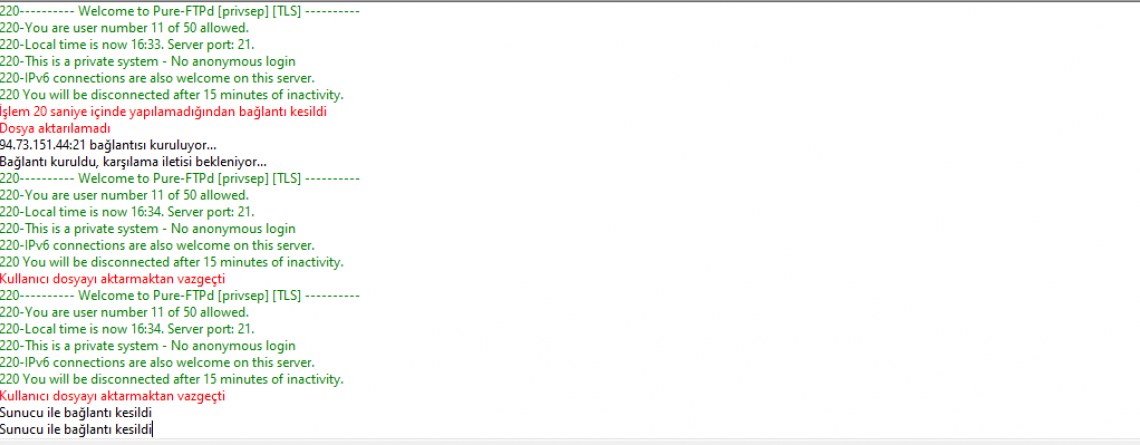 220---------- Welcome to Pure-FTPd [privsep] [TLS] ----------
220-You are user number 11 of 50 allowed.
220-Local time is now 16:33. Server port: 21.
220-This is a private system - No anonymous login
220-IPv6 connections are also welcome on this server.
220 You will be disconnected after 15 minutes of inactivity.
İşlem 20 saniye içinde yapılamadığından bağlantı kesildi
Dosya aktarılamadı
94.73.151.44:21 bağlantısı kuruluyor...
Bağlantı kuruldu, karşılama iletisi bekleniyor...
220---------- Welcome to Pure-FTPd [privsep] [TLS] ----------
220-You are user number 11 of 50 allowed.
220-Local time is now 16:34. Server port: 21.
220-This is a private system - No anonymous login
220-IPv6 connections are also welcome on this server.
220 You will be disconnected after 15 minutes of inactivity.
Kullanıcı dosyayı aktarmaktan vazgeçti
220---------- Welcome to Pure-FTPd [privsep] [TLS] ----------
220-You are user number 11 of 50 allowed.
220-Local time is now 16:34. Server port: 21.
220-This is a private system - No anonymous login
220-IPv6 connections are also welcome on this server.
220 You will be disconnected after 15 minutes of inactivity.
Kullanıcı dosyayı aktarmaktan vazgeçti
Sunucu ile bağlantı kesildi
Sunucu ile bağlantı kesildi